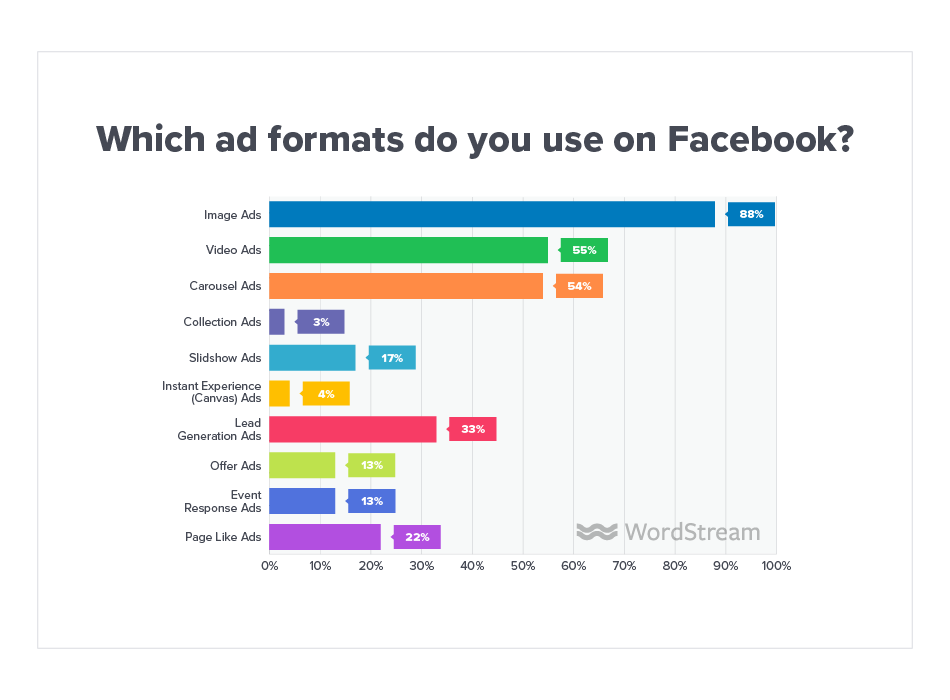 Which ad formats do you use on Facebook?
Image Ads
88%
Video Ads
55%
Carousel Ads
54%
Collection Ads
3%
Slidshow Ads
17%
Instant Experience
(Canvas) Ads
4%
Lead
Generation Ads
33%
Offer Ads
13%
Event
Response Ads
13%
Page Like Ads
22%
WordStream
0% 10% 20% 30% 40% 50% 60% 70% 80% 90% 100%